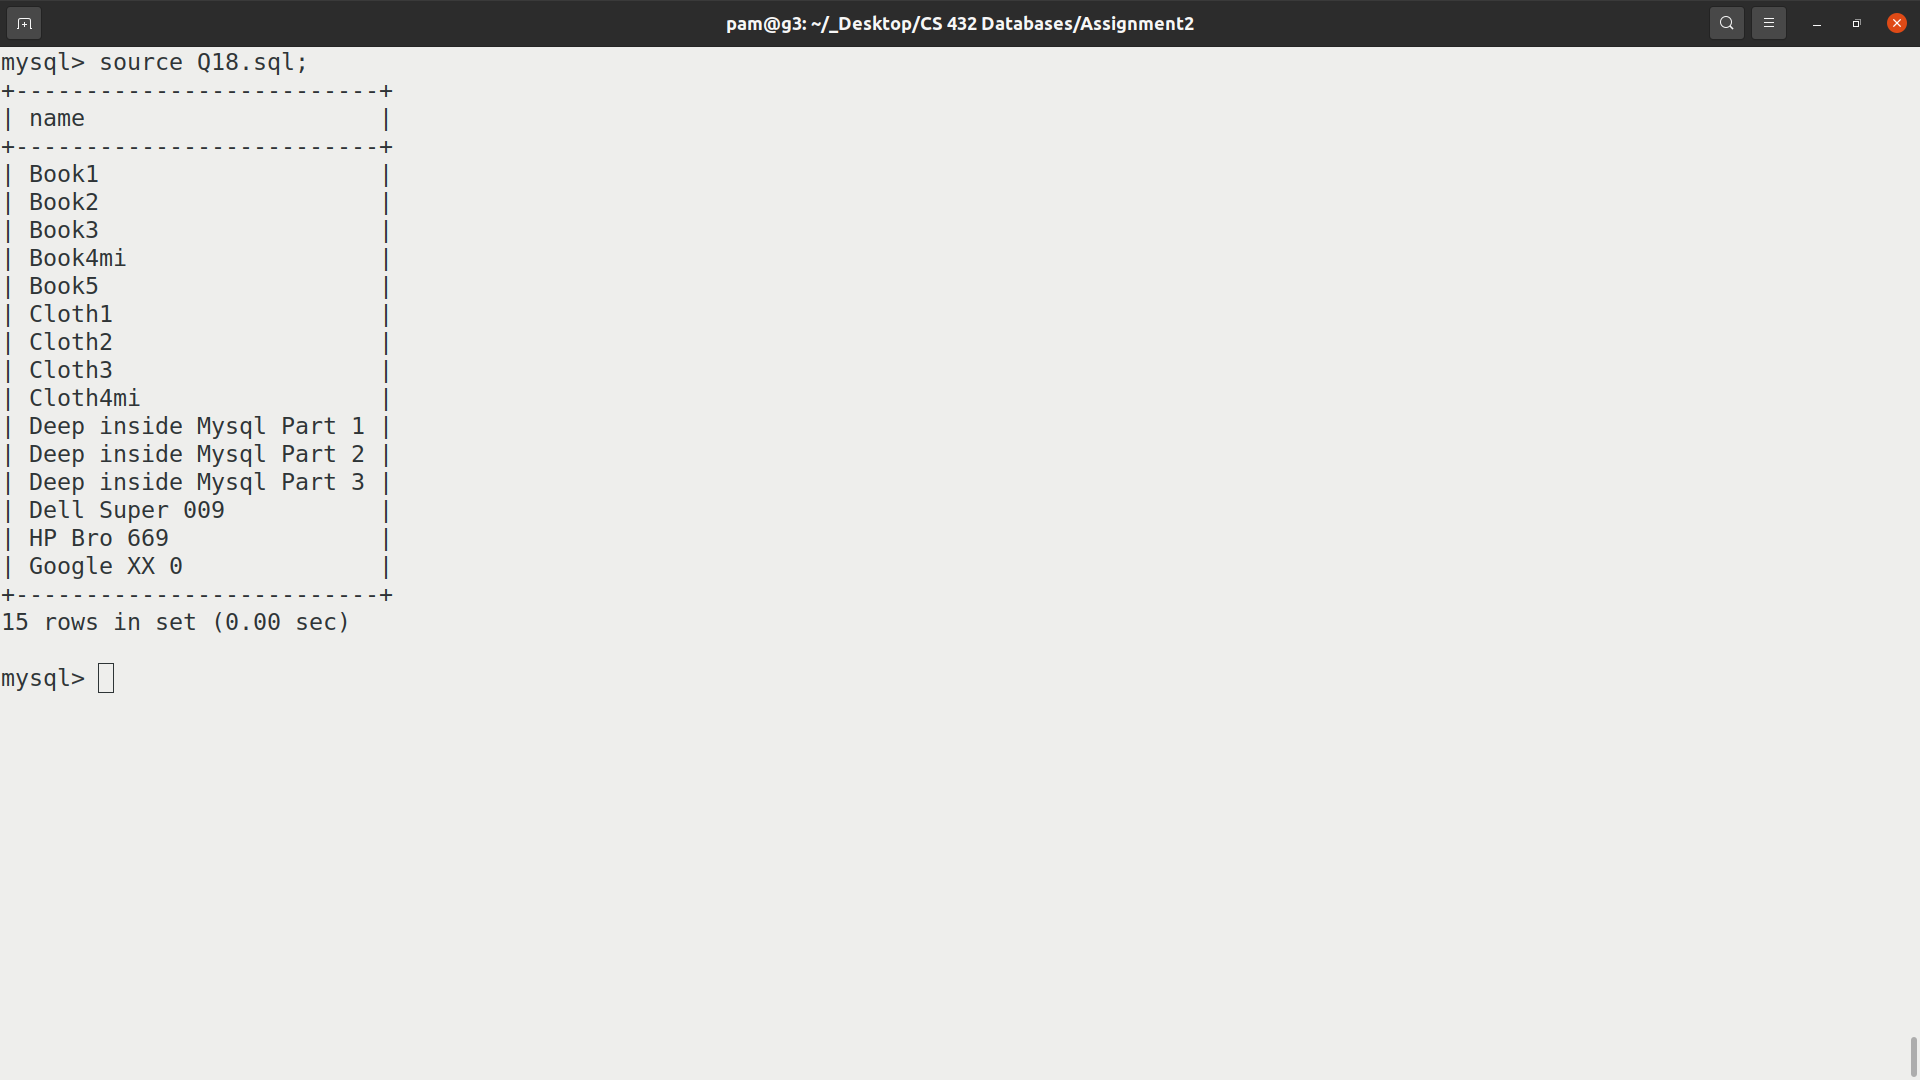 pam@g3: ~/_Desktop/CS 432 Databases/Assignment2
mysql> source Q18.sql;
+--------------------------+
| name                     |
+--------------------------+
| Book1                    |
| Book2                    |
| Book3                    |
| Book4mi                  |
| Book5                    |
| Cloth1                   |
| Cloth2                   |
| Cloth3                   |
| Cloth4mi                 |
| Deep inside Mysql Part 1 |
| Deep inside Mysql Part 2 |
| Deep inside Mysql Part 3 |
| Dell Super 009           |
| HP Bro 669               |
| Google XX 0              |
+--------------------------+
15 rows in set (0.00 sec)

mysql>